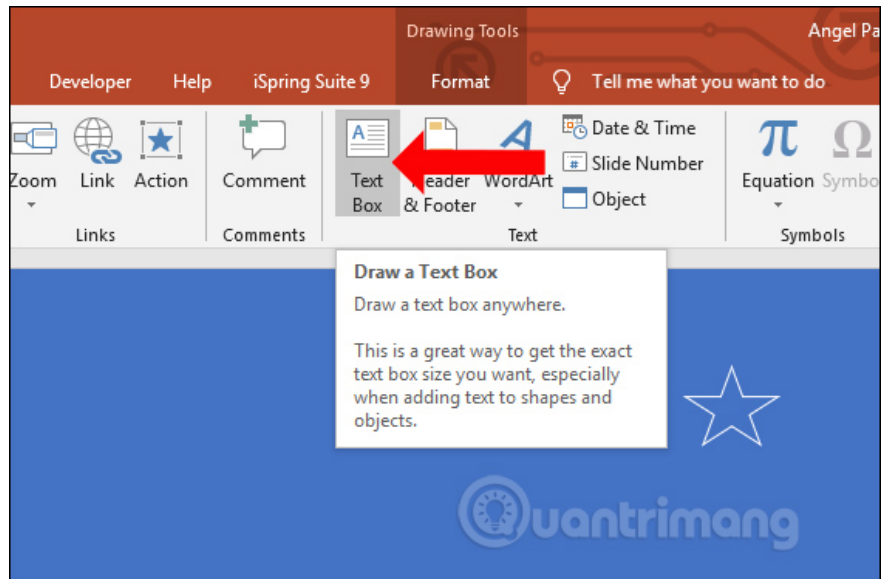 Drawing Tools
Angel Pa
Developer Help iSpring Suite 9 Format Tell me what you want to do
Zoom Link Action Comment Text Box Header & Footer WordArt
Date & Time
Slide Number
Object
π Ω
Equation Symbo
Links Comments Text Symbols
Draw a Text Box
Draw a text box anywhere.
This is a great way to get the exact
text box size you want, especially
when adding text to shapes and
objects.
Quantrimang